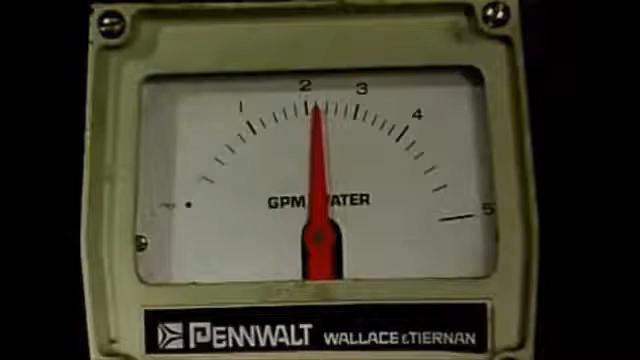 1 2 3 4 5
GPM WATER
PENNWALT WALLACE & TIERNAN